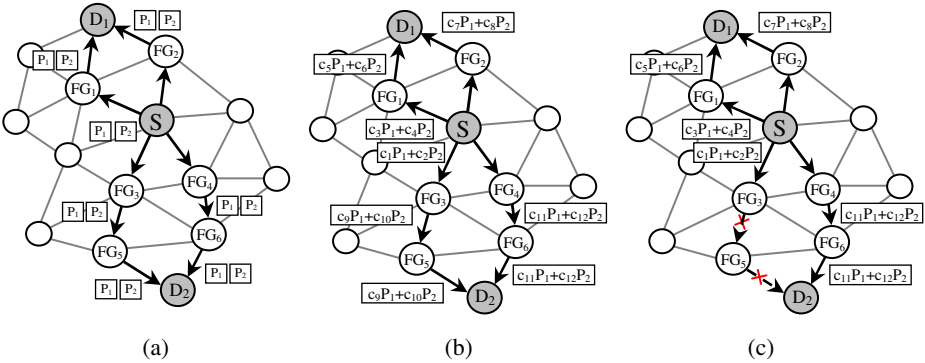 D₁
P₁ P₂
FG₂
P₁ P₂
FG₁
S
P₁ P₂
FG₃
FG₄
P₁ P₂
P₁ P₂
FG₅
FG₆
P₁ P₂
P₁ P₂
D₂
(a)
D₁
c₇P₁+c₈P₂
c₅P₁+c₆P₂
FG₂
FG₁
S
c₃P₁+c₄P₂
c₁P₁+c₂P₂
FG₃
FG₄
c₉P₁+c₁₀P₂
c₁₁P₁+c₁₂P₂
FG₅
FG₆
c₁₁P₁+c₁₂P₂
c₉P₁+c₁₀P₂
D₂
(b)
D₁
c₇P₁+c₈P₂
c₅P₁+c₆P₂
FG₂
FG₁
S
c₃P₁+c₄P₂
c₁P₁+c₂P₂
FG₃
FG₄
c₁₁P₁+c₁₂P₂
FG₅
FG₆
c₁₁P₁+c₁₂P₂
D₂
(c)